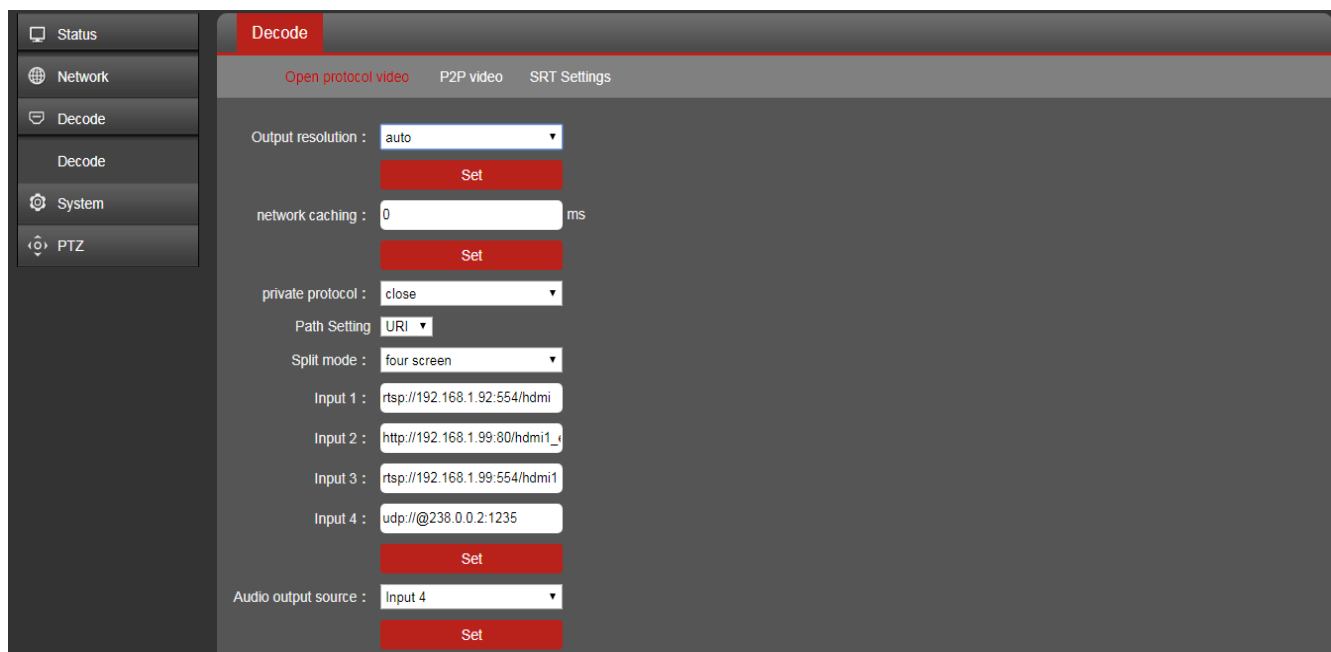 Status
Network
Decode
Decode
System
PTZ
Decode
Open protocol video P2P video SRT Settings
Output resolution : auto
Set
network caching : 0 ms
Set
private protocol : close
Path Setting URI
Split mode : four screen
Input 1 : rtsp://192.168.1.92:554/hdmi
Input 2 : http://192.168.1.99:80/hdmi1_
Input 3 : rtsp://192.168.1.99:554/hdmi1
Input 4 : udp://@238.0.0.2:1235
Set
Audio output source : Input 4
Set